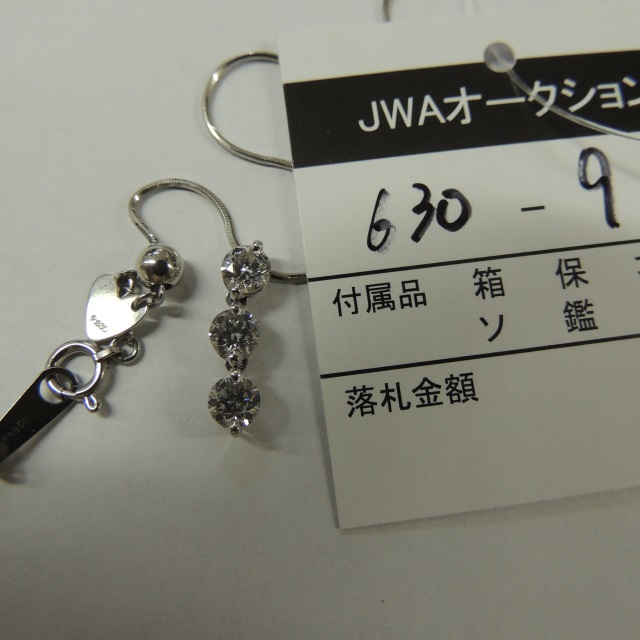 JWAオークション
630 - 9
付属品 箱 保
ソ 鑑
落札金額